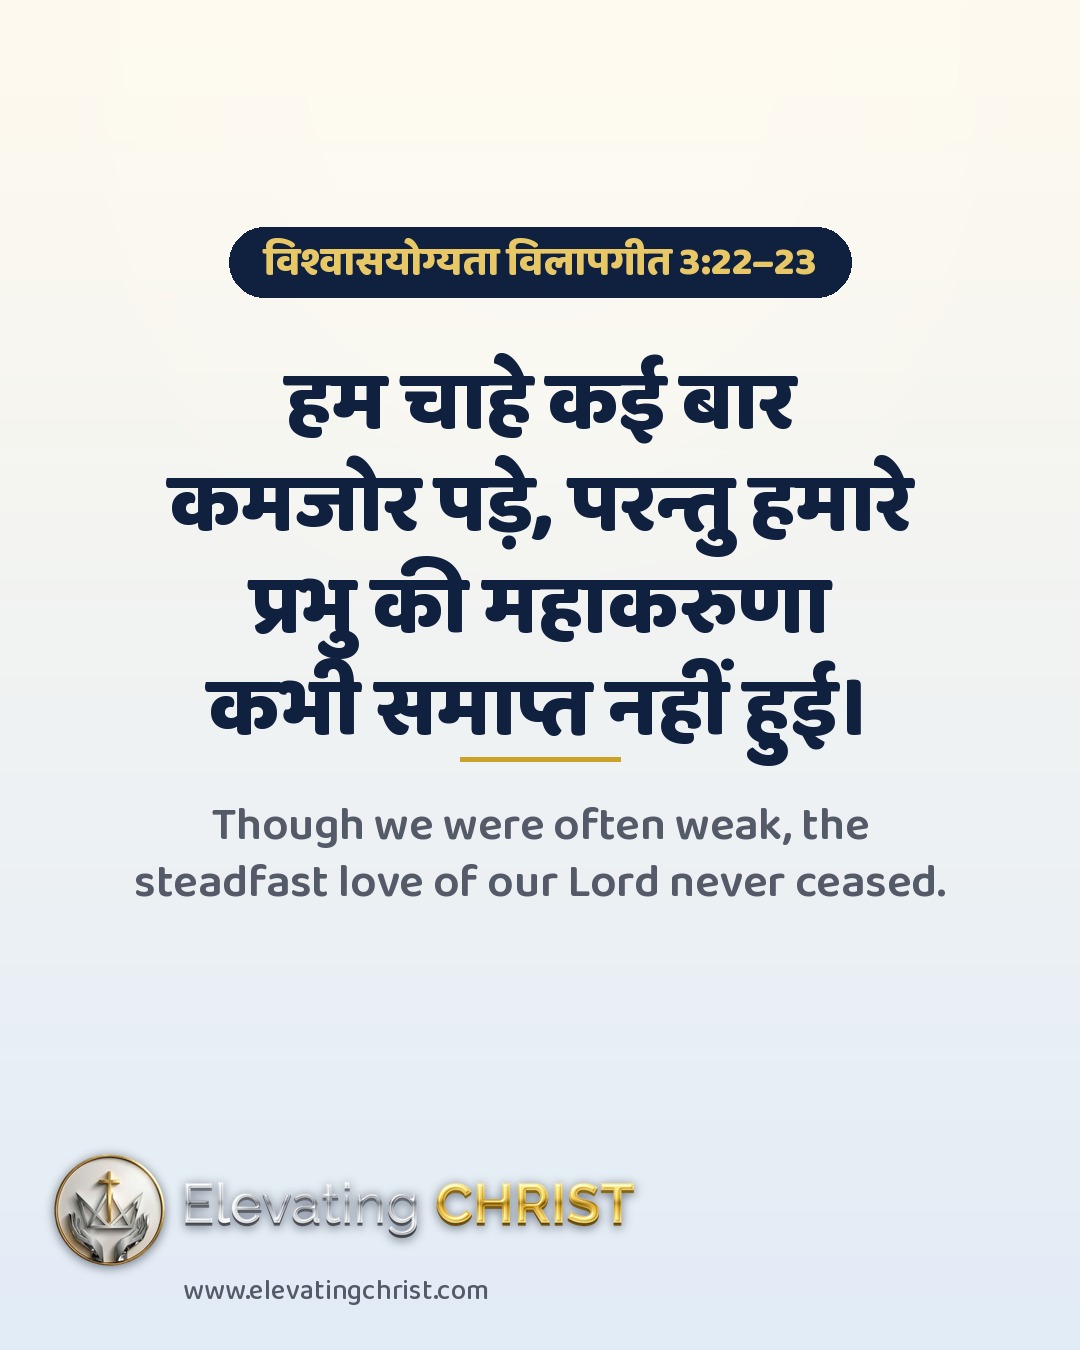 विश्वासयोग्यता विलापगीत 3:22–23
हम चाहे कई बार
कमजोर पड़े, परन्तु हमारे
प्रभु की महाकरुणा
कभी समाप्त नहीं हुई।
Though we were often weak, the
steadfast love of our Lord never ceased.
Elevating CHRIST
www.elevatingchrist.com